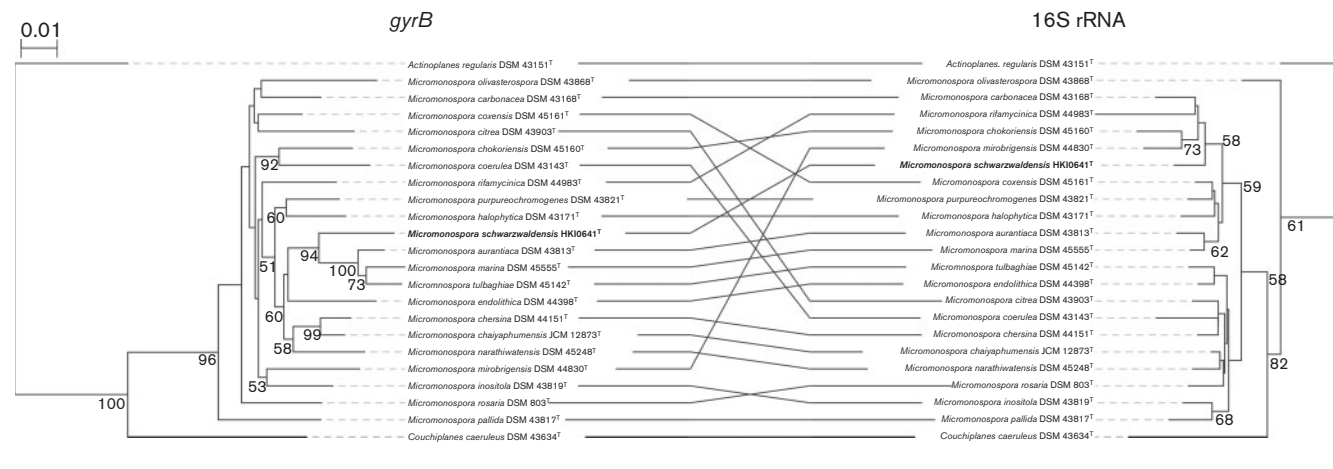 gyrB
16S rRNA
0.01
Actinoplanes regularis DSM 43151ᵀ
Micromonospora olivasterospora DSM 43868ᵀ
Micromonospora carbonacea DSM 43168ᵀ
Micromonospora coxensis DSM 45161ᵀ
Micromonospora citrea DSM 43903ᵀ
Micromonospora chokoriensis DSM 45160ᵀ
Micromonospora coerulea DSM 43143ᵀ
Micromonospora rifamycinica DSM 44983ᵀ
Micromonospora purpureochromogenes DSM 43821ᵀ
Micromonospora halophytica DSM 43171ᵀ
Micromonospora schwarzwaldensis HKI0641ᵀ
Micromonospora aurantiaca DSM 43813ᵀ
Micromonospora marina DSM 45555ᵀ
Micromnospora tulbaghiae DSM 45142ᵀ
Micromonospora endolithica DSM 44398ᵀ
Micromonospora chersina DSM 44151ᵀ
Micromonospora chaiyaphumensis JCM 12873ᵀ
Micromonospora narathiwatensis DSM 45248ᵀ
Micromonospora mirobrigensis DSM 44830ᵀ
Micromonospora inositola DSM 43819ᵀ
Micromonospora rosaria DSM 803ᵀ
Micromonospora pallida DSM 43817ᵀ
Couchiplanes caeruleus DSM 43634ᵀ
92
60
51
94
100
73
60
99
58
96
53
100
Actinoplanes. regularis DSM 43151ᵀ
Micromonospora olivasterospora DSM 43868ᵀ
Micromonospora carbonacea DSM 43168ᵀ
Micromonospora rifamycinica DSM 44983ᵀ
Micromonospora chokoriensis DSM 45160ᵀ
Micromonospora mirobrigensis DSM 44830ᵀ
Micromonospora schwarzwaldensis HKI0641ᵀ
Micromonospora coxensis DSM 45161ᵀ
Micromonospora purpureochromogenes DSM 43821ᵀ
Micromonospora halophytica DSM 43171ᵀ
Micromonospora aurantiaca DSM 43813ᵀ
Micromonospora marina DSM 45555ᵀ
Micromonospora tulbaghiae DSM 45142ᵀ
Micromonospora endolithica DSM 44398ᵀ
Micromonospora citrea DSM 43903ᵀ
Micromonospora coerulea DSM 43143ᵀ
Micromonospora chersina DSM 44151ᵀ
Micromonospora chaiyaphumensis JCM 12873ᵀ
Micromonospora narathiwatensis DSM 45248ᵀ
Micromonospora rosaria DSM 803ᵀ
Micromonospora inositola DSM 43819ᵀ
Micromonospora pallida DSM 43817ᵀ
Couchiplanes caeruleus DSM 43634ᵀ
73
58
59
61
62
58
82
68